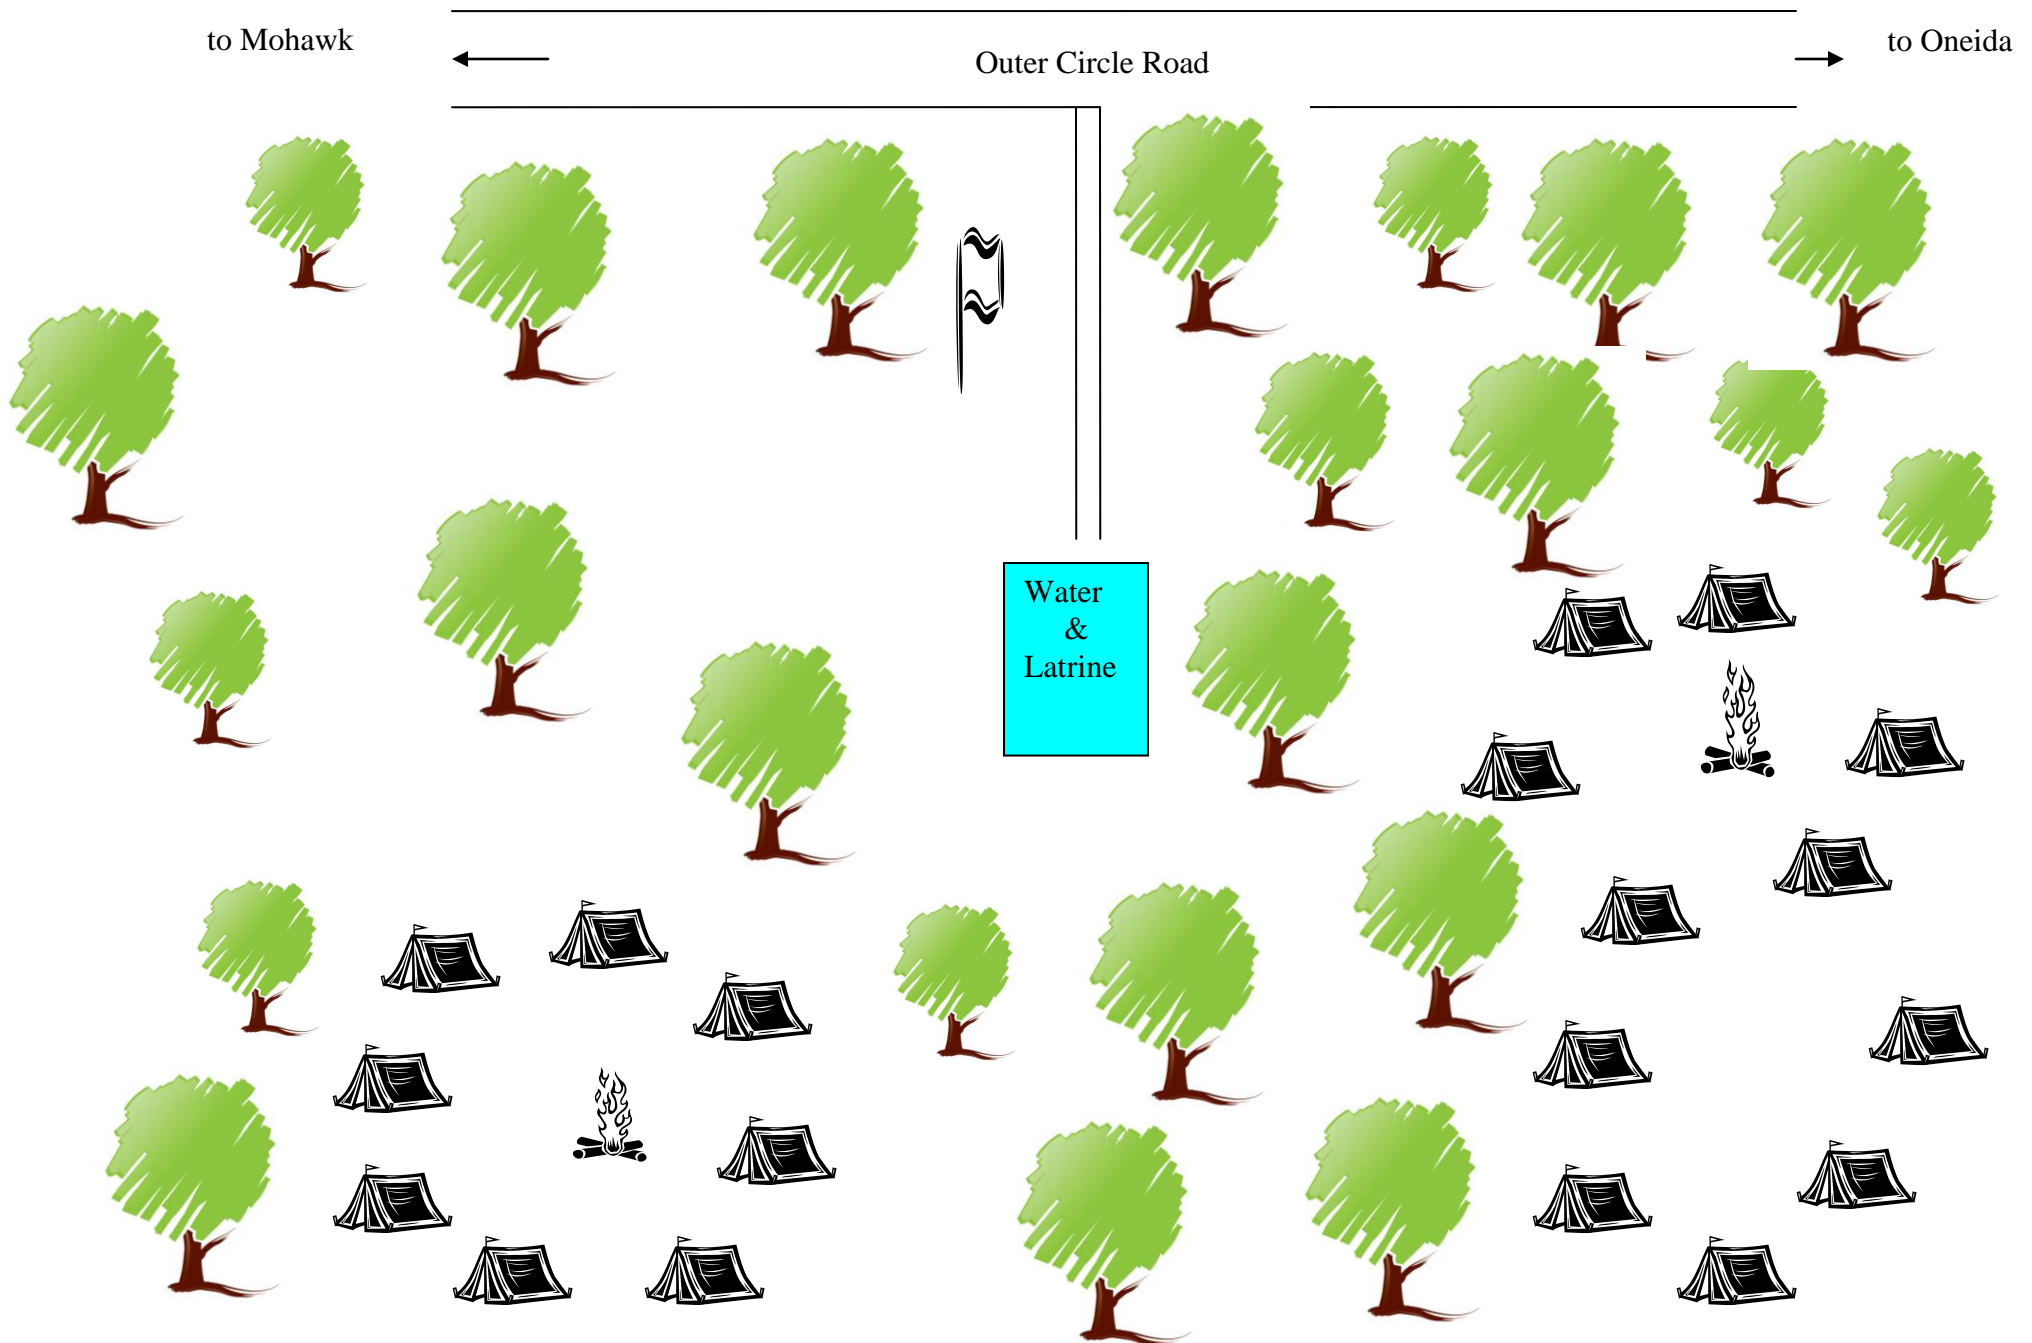 to Mohawk
Outer Circle Road
to Oneida
Water
&
Latrine